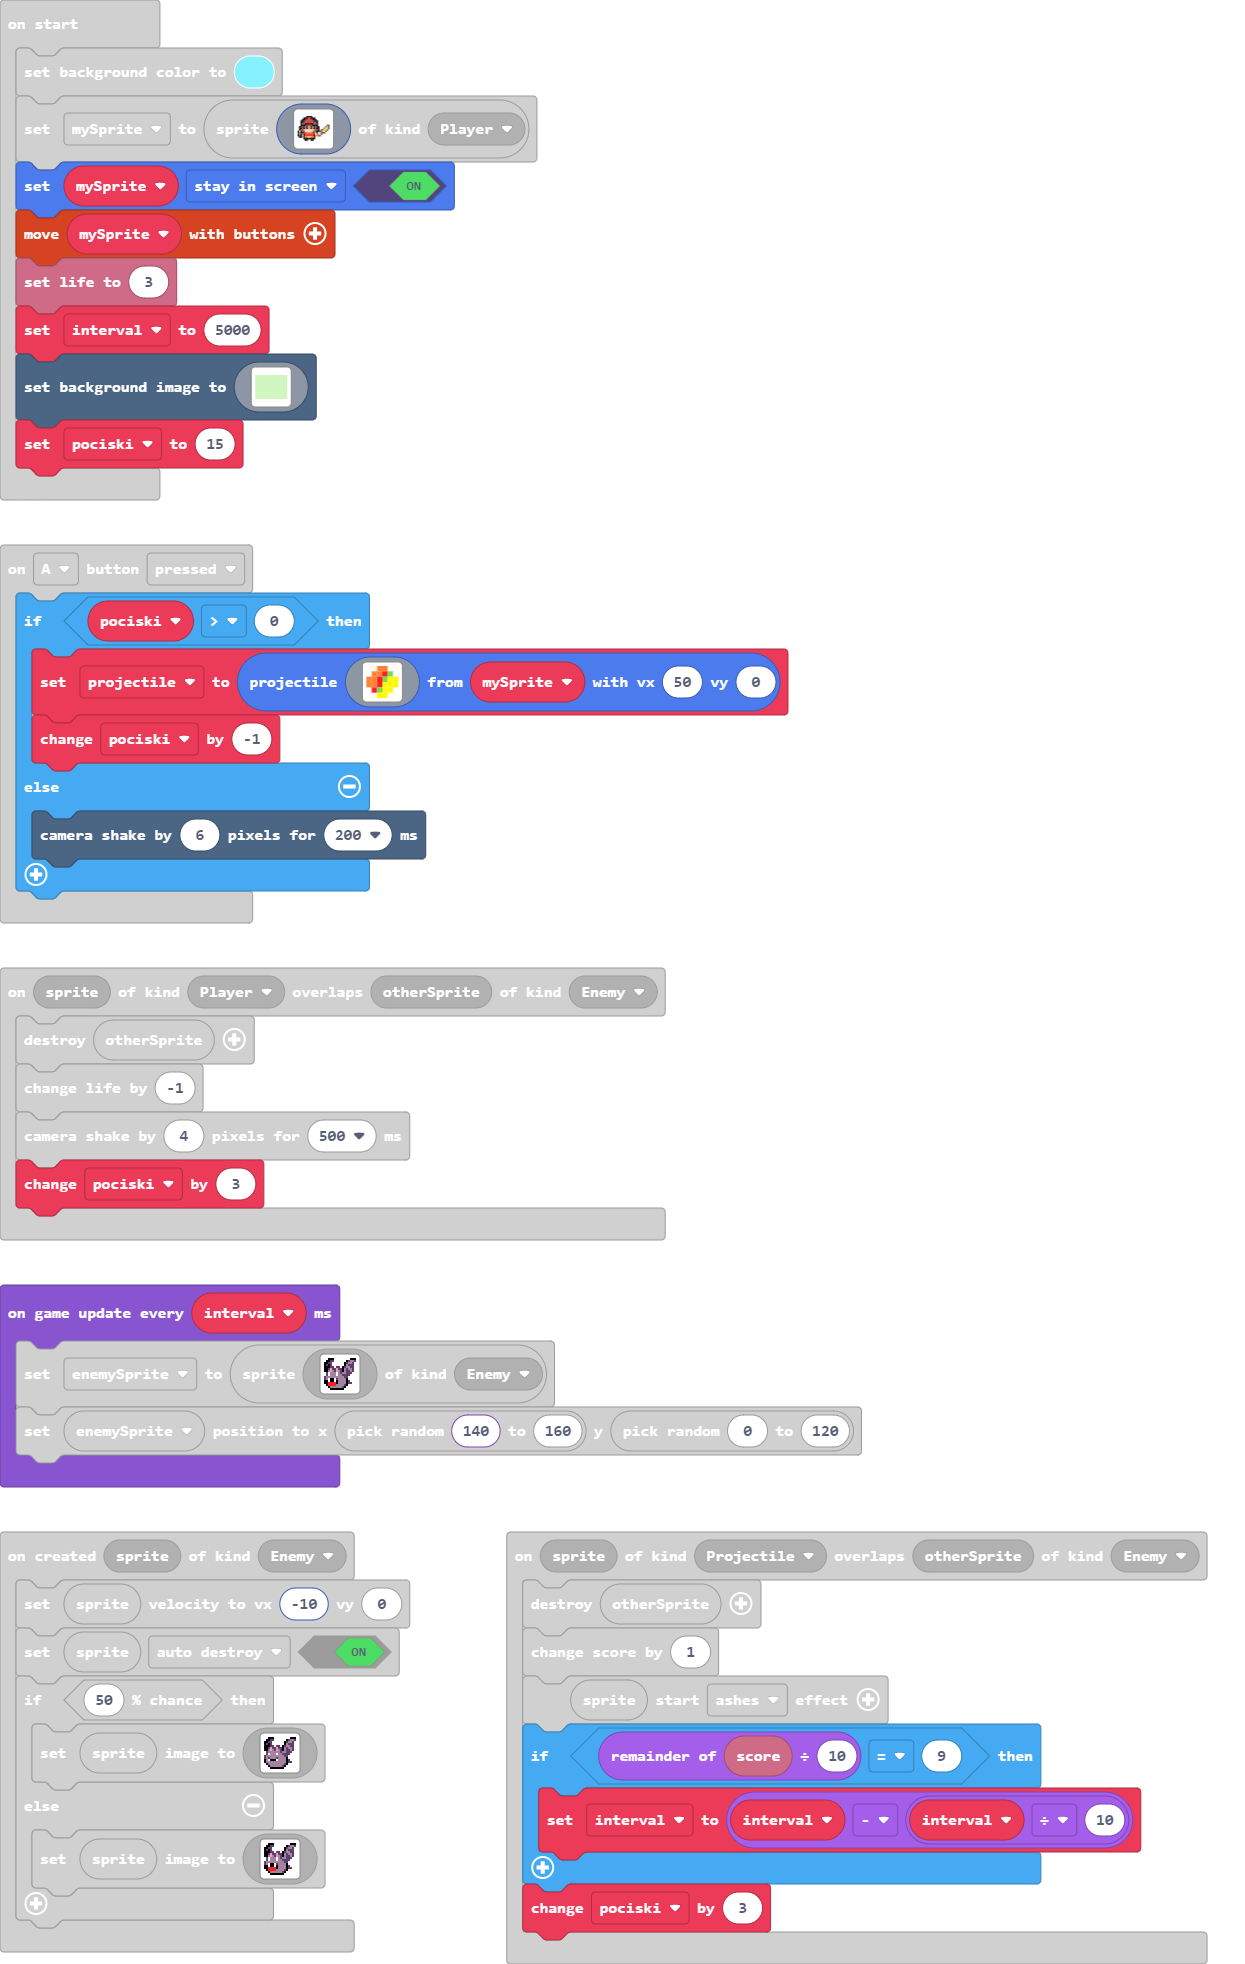 on start
set background color to
set mySprite to sprite of kind Player
set mySprite stay in screen ON
move mySprite with buttons
set life to 3
set interval to 5000
set background image to
set pociski to 15
on A button pressed
if pociski > 0 then
set projectile to projectile from mySprite with vx 50 vy 0
change pociski by -1
else
camera shake by 6 pixels for 200 ms
on sprite of kind Player overlaps otherSprite of kind Enemy
destroy otherSprite
change life by -1
camera shake by 4 pixels for 500 ms
change pociski by 3
on game update every interval ms
set enemySprite to sprite of kind Enemy
set enemySprite position to x pick random 140 to 160 y pick random 0 to 120
on created sprite of kind Enemy
set sprite velocity to vx -10 vy 0
set sprite auto destroy ON
if 50 % chance then
set sprite image to
else
set sprite image to
on sprite of kind Projectile overlaps otherSprite of kind Enemy
destroy otherSprite
change score by 1
sprite start ashes effect
if remainder of score ÷ 10 = 9 then
set interval to interval - interval ÷ 10
change pociski by 3